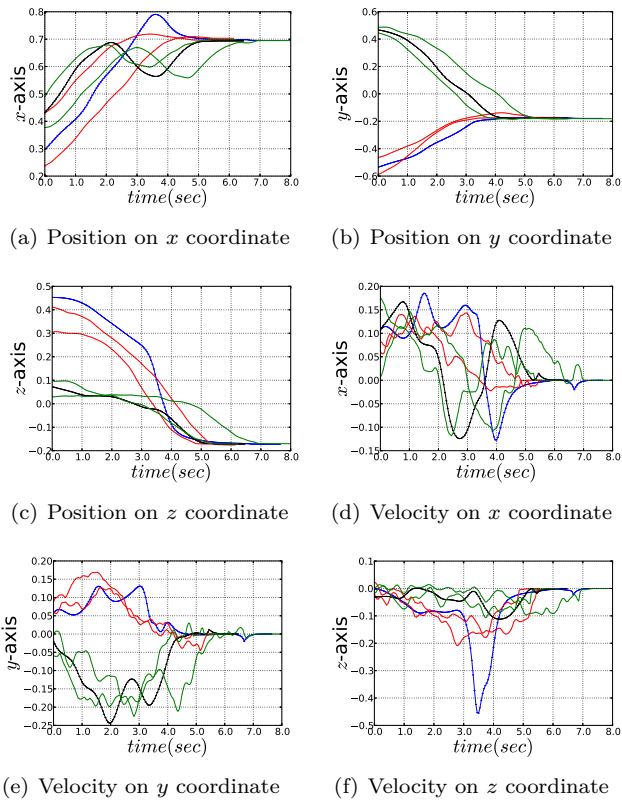 0.8
0.7
0.6
0.5
0.4
0.3
0.2
x-axis
0.0 1.0 2.0 3.0 4.0 5.0 6.0 7.0 8.0
time(sec)
(a) Position on x coordinate
0.6
0.4
0.2
0.0
−0.2
−0.4
−0.6
y-axis
0.0 1.0 2.0 3.0 4.0 5.0 6.0 7.0 8.0
time(sec)
(b) Position on y coordinate
0.5
0.4
0.3
0.2
0.1
0.0
−0.1
−0.2
z-axis
0.0 1.0 2.0 3.0 4.0 5.0 6.0 7.0 8.0
time(sec)
(c) Position on z coordinate
0.20
0.15
0.10
0.05
0.00
−0.05
−0.10
−0.15
x-axis
0.0 1.0 2.0 3.0 4.0 5.0 6.0 7.0 8.0
time(sec)
(d) Velocity on x coordinate
0.20
0.15
0.10
0.05
0.00
−0.05
−0.10
−0.15
−0.20
−0.25
y-axis
0.0 1.0 2.0 3.0 4.0 5.0 6.0 7.0 8.0
time(sec)
(e) Velocity on y coordinate
0.1
0.0
−0.1
−0.2
−0.3
−0.4
−0.5
z-axis
0.0 1.0 2.0 3.0 4.0 5.0 6.0 7.0 8.0
time(sec)
(f) Velocity on z coordinate